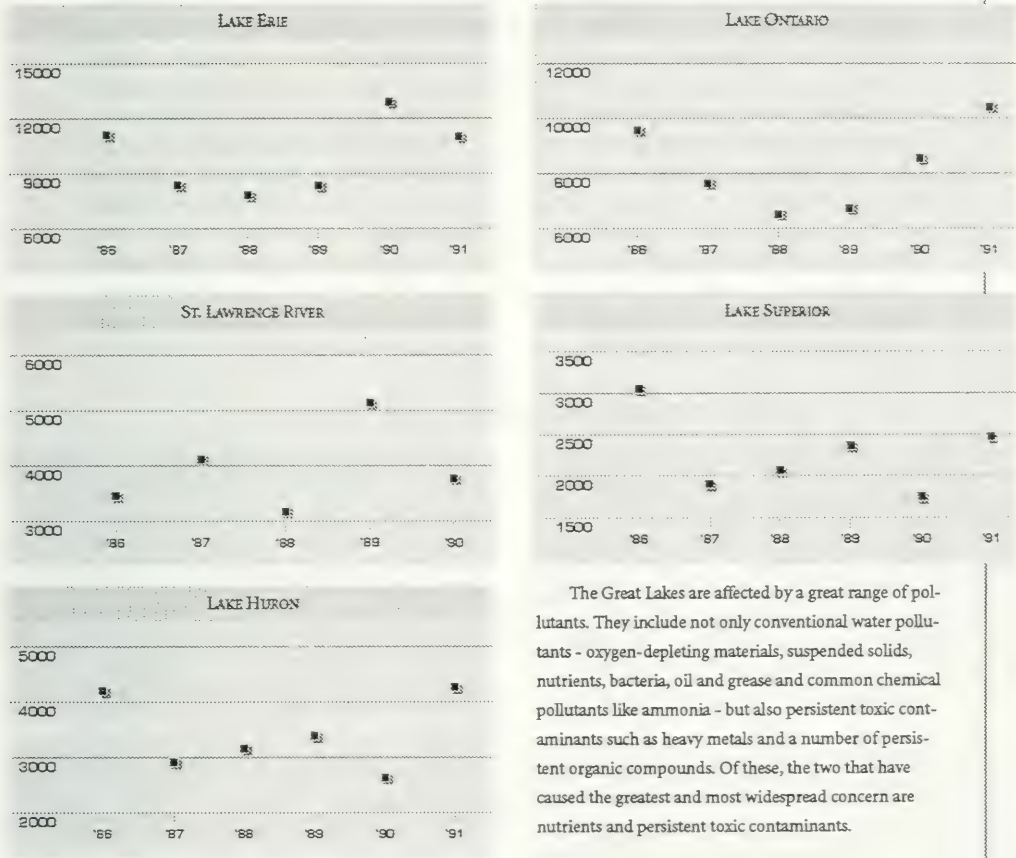 LAKE ERIE
15000
12000
9000
6000
'86 '87 '88 '89 '90 '91
LAKE ONTARIO
12000
10000
8000
6000
'86 '87 '88 '89 '90 '91
ST. LAWRENCE RIVER
6000
5000
4000
3000
'86 '87 '88 '89 '90
LAKE SUPERIOR
3500
3000
2500
2000
1500
'86 '87 '88 '89 '90 '91
LAKE HURON
5000
4000
3000
2000
'86 '87 '88 '89 '90 '91
The Great Lakes are affected by a great range of pol-
lutants. They include not only conventional water pollu-
tants - oxygen-depleting materials, suspended solids,
nutrients, bacteria, oil and grease and common chemical
pollutants like ammonia - but also persistent toxic cont-
aminants such as heavy metals and a number of persis-
tent organic compounds. Of these, the two that have
caused the greatest and most widespread concern are
nutrients and persistent toxic contaminants.